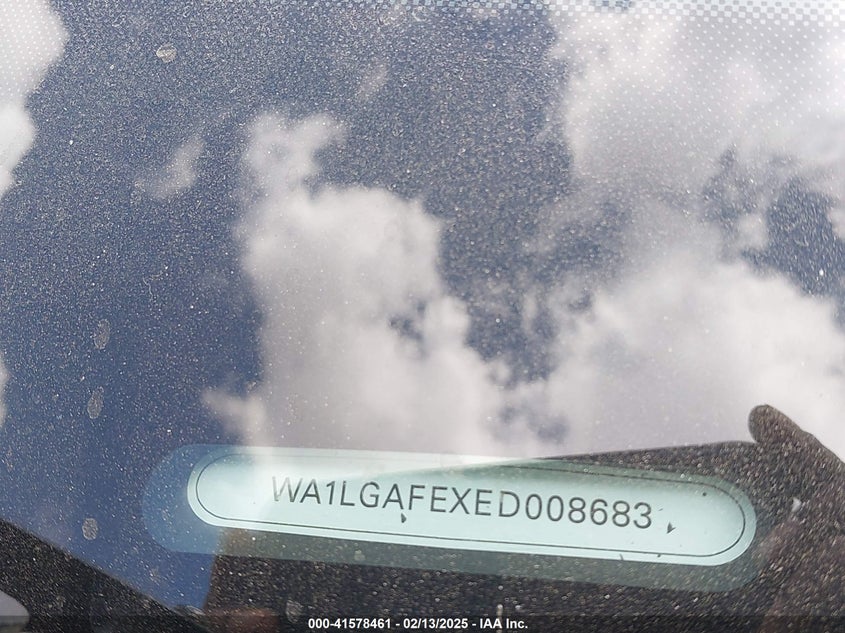 WA1LGAFEXED008683
000-41578461 - 02/13/2025 - IAA Inc.